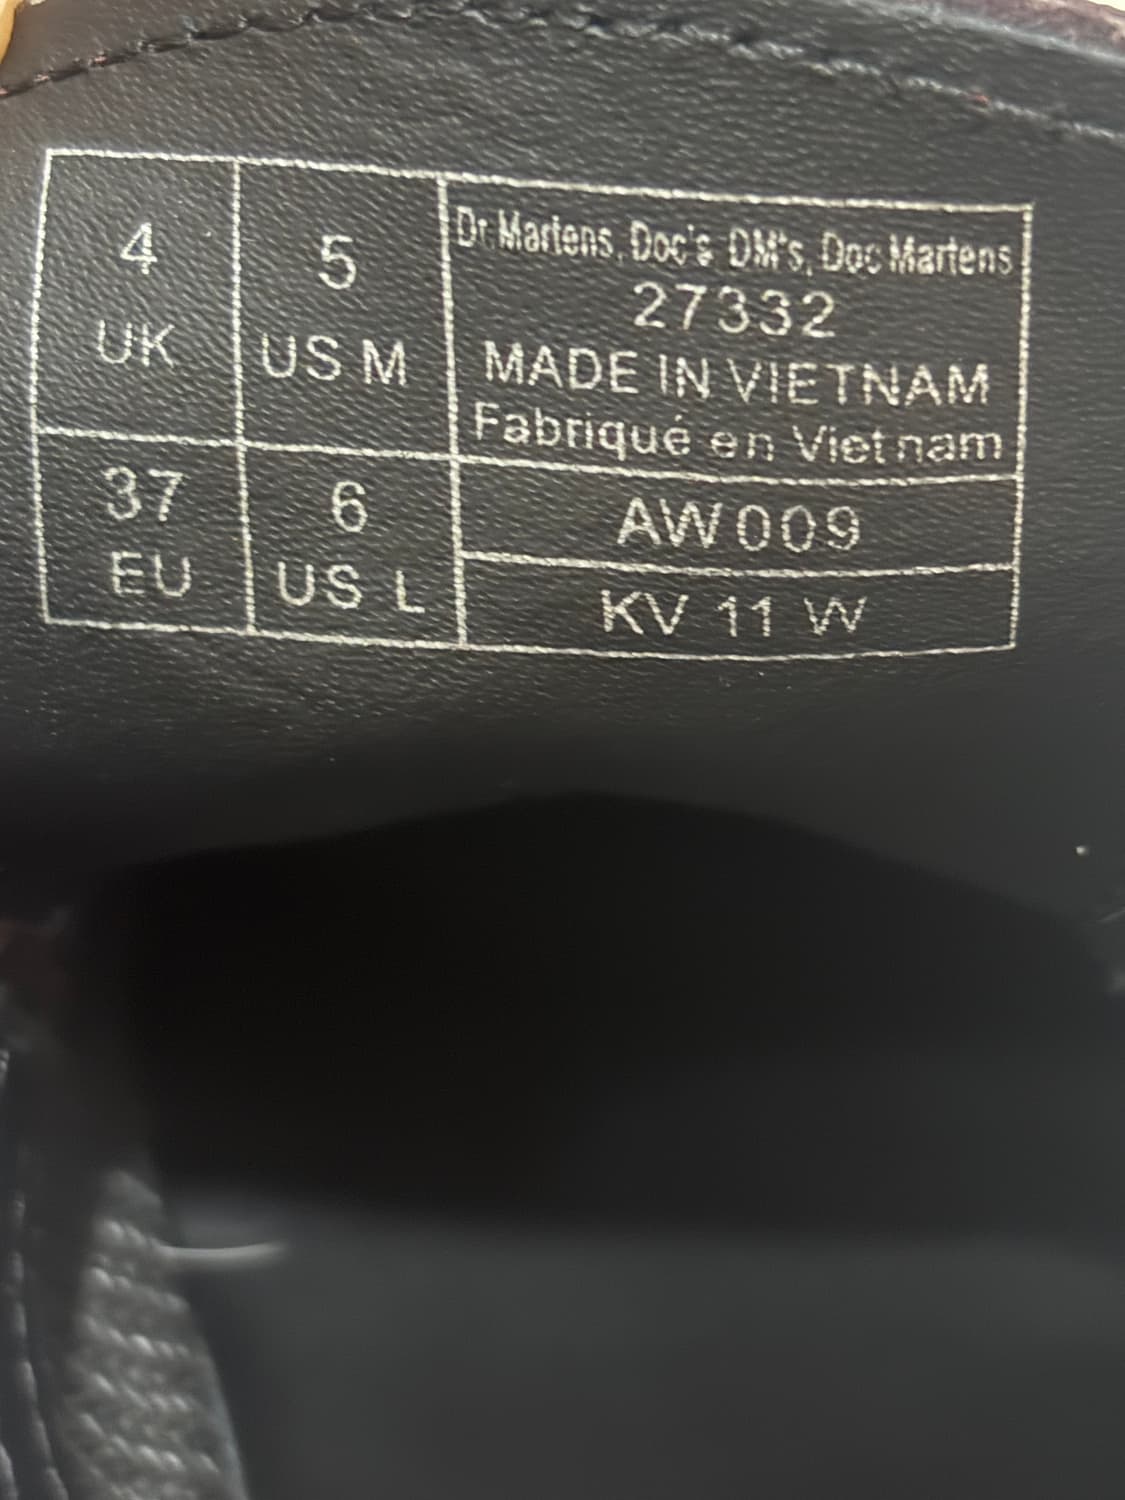 4
UK
5
US M
37
EU
6
US L
Dr. Martens, Doc's, DM's, Doc Martens
27332
MADE IN VIETNAM
Fabriqué en Vietnam
AW009
KV 11 W